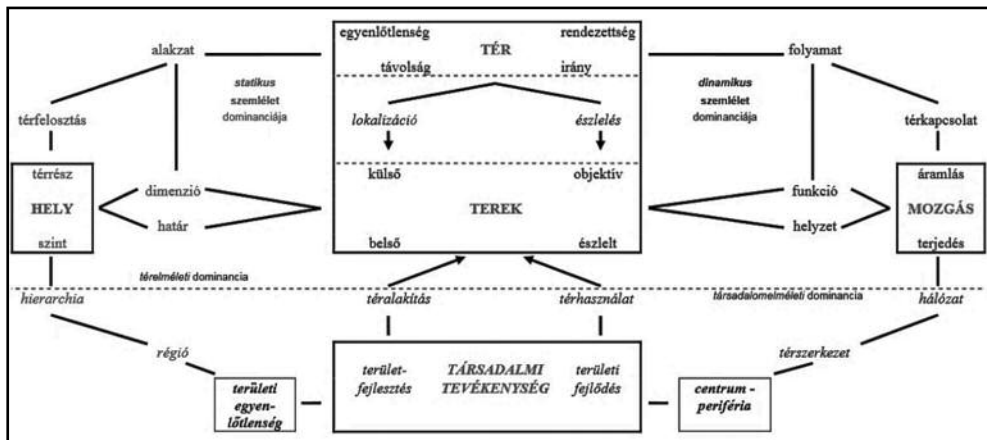 egyenlőtlenség rendezettség
alakzat TÉR folyamat
távolság irány
statikus
szemlélet
dominanciája
dinamikus
szemlélet
dominanciája
térfelosztás lokalizáció észlelés térkapcsolat
térrész dimenzió külső objektív funkció áramlás
HELY TEREK MOZGÁS
határ helyzet
szint belső észlelt terjedés
térelméleti dominancia
hierarchia téralakítás térhasználat társadalomelméleti dominancia hálózat
régió térszerkezet
terület-
fejlesztés
TÁRSADALMI
TEVÉKENYSÉG
területi
fejlődés
területi
egyen-
lőtlenség
centrum -
periféria